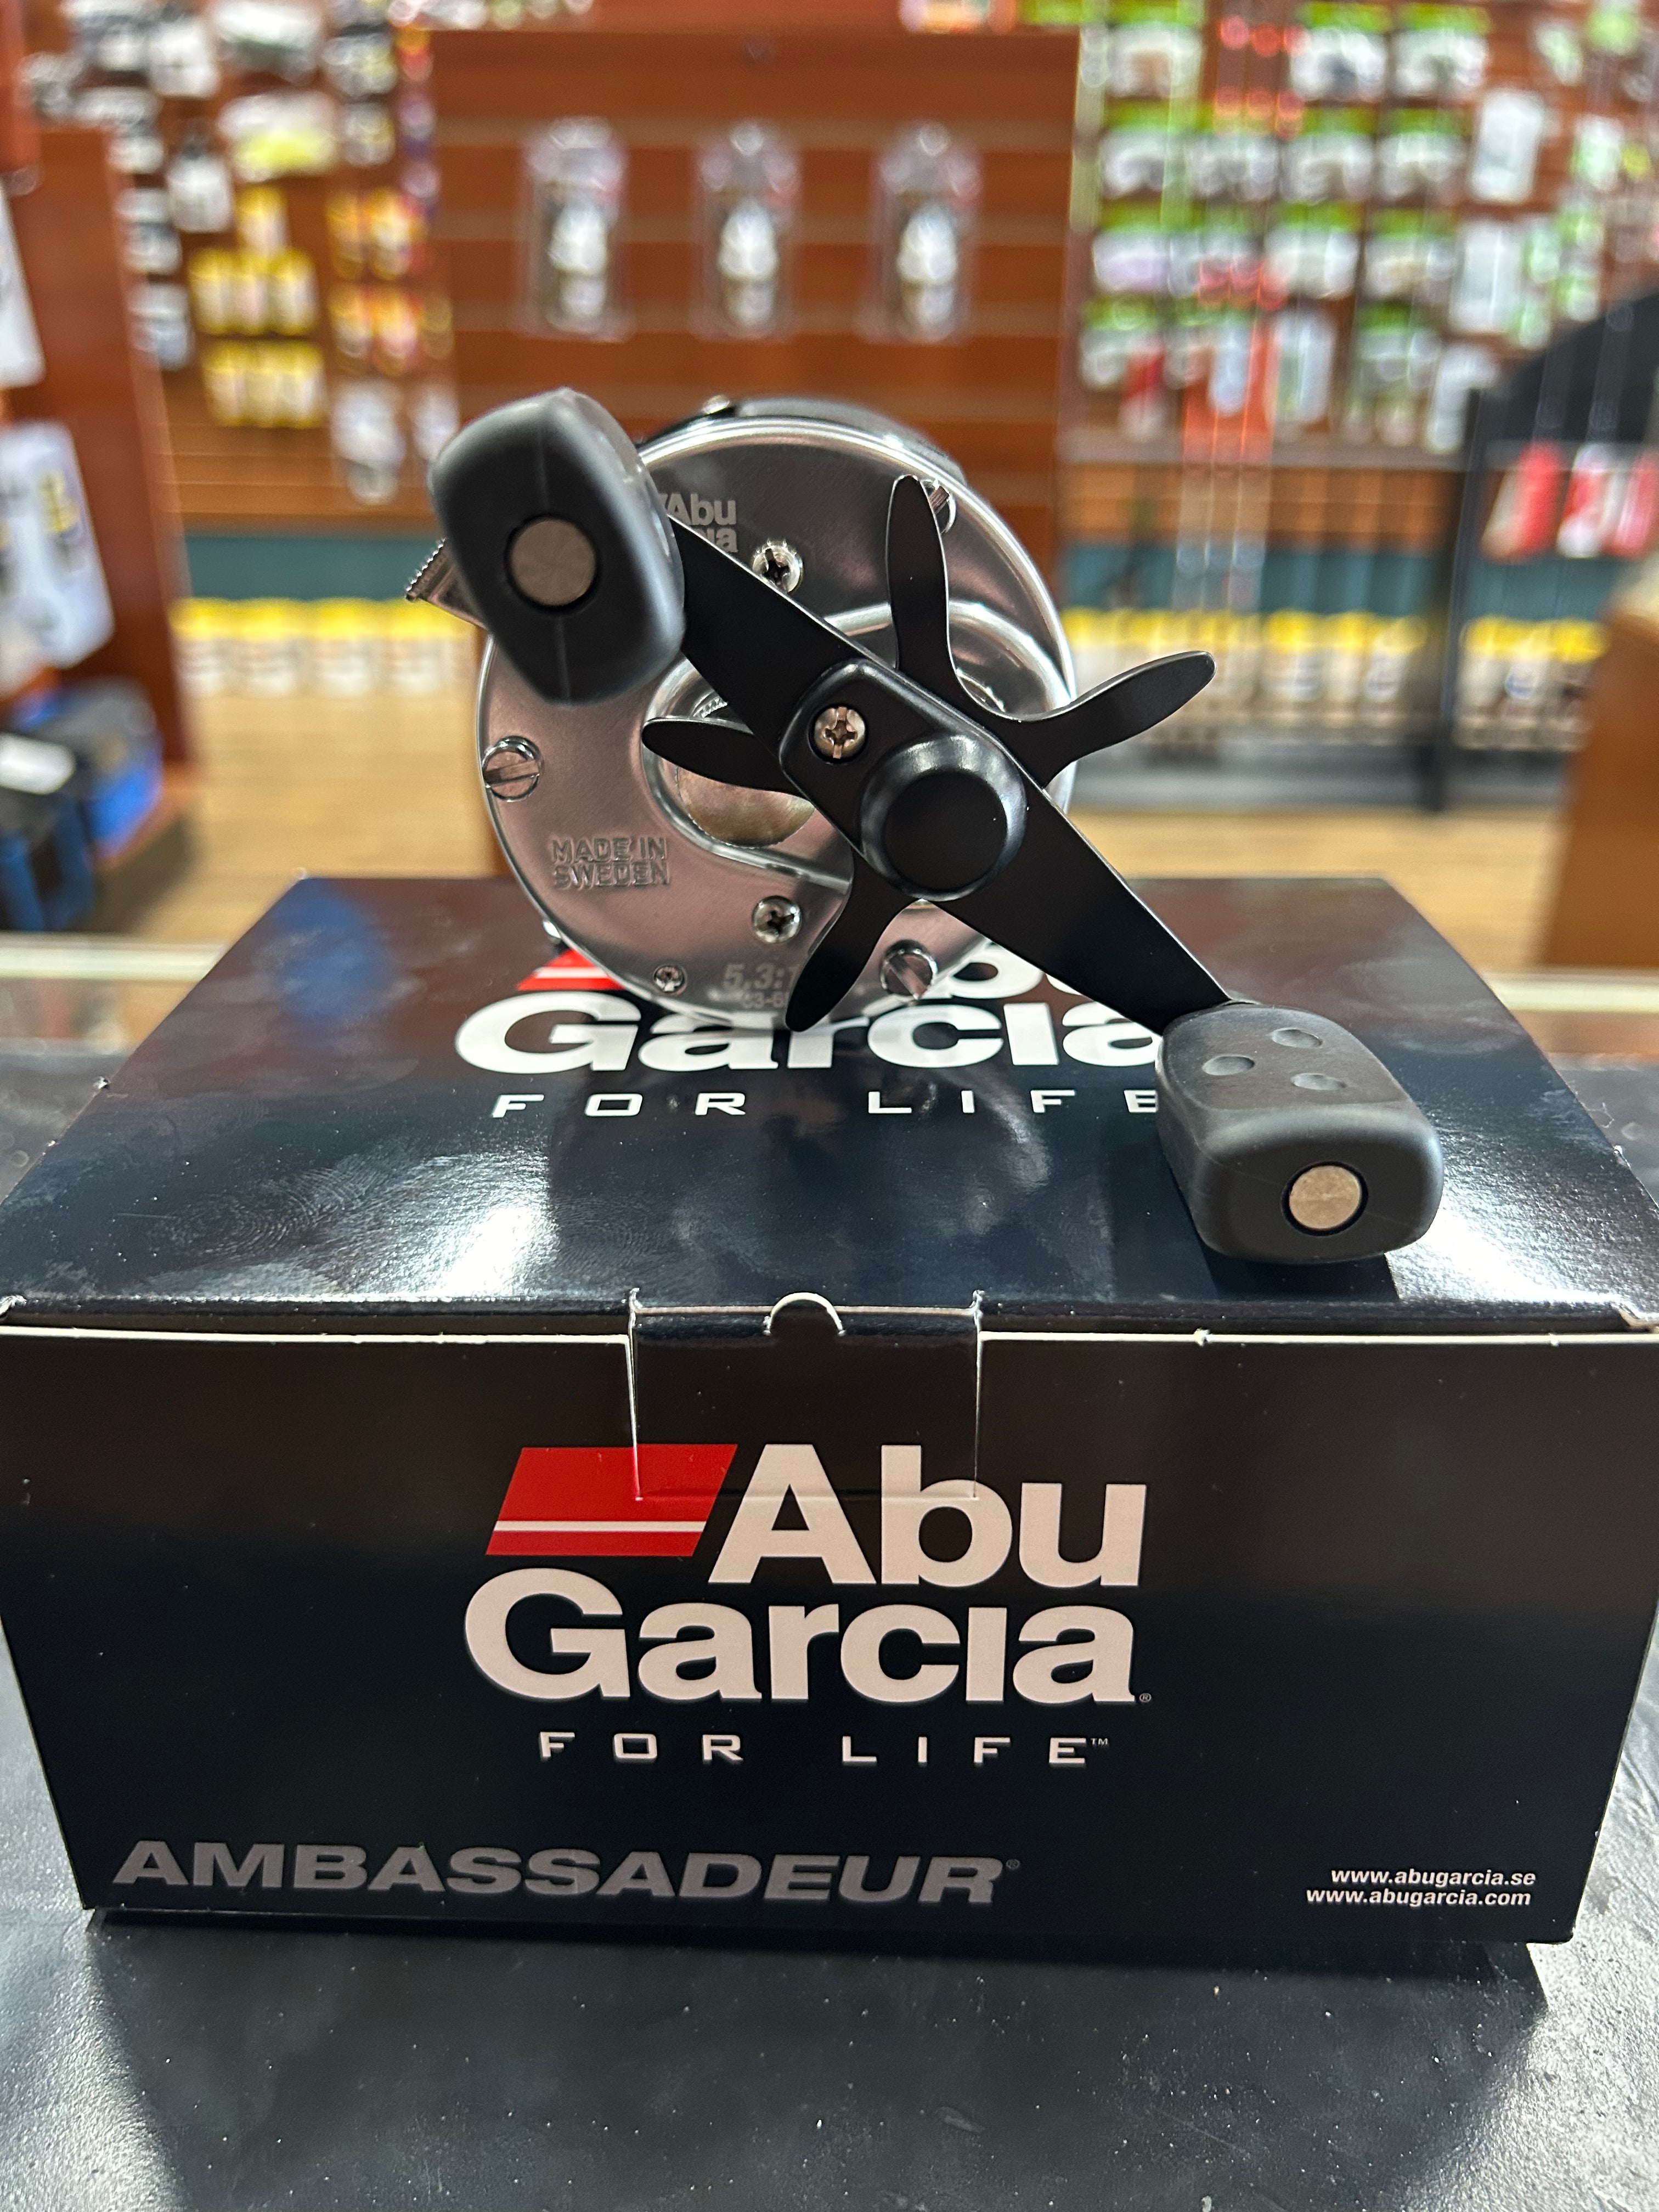 Abu
MADE IN
SWEDEN
5.3:1
Garcia
FOR LIFE
Abu
Garcia®
FOR LIFE™
AMBASSADEUR®
www.abugarcia.se
www.abugarcia.com